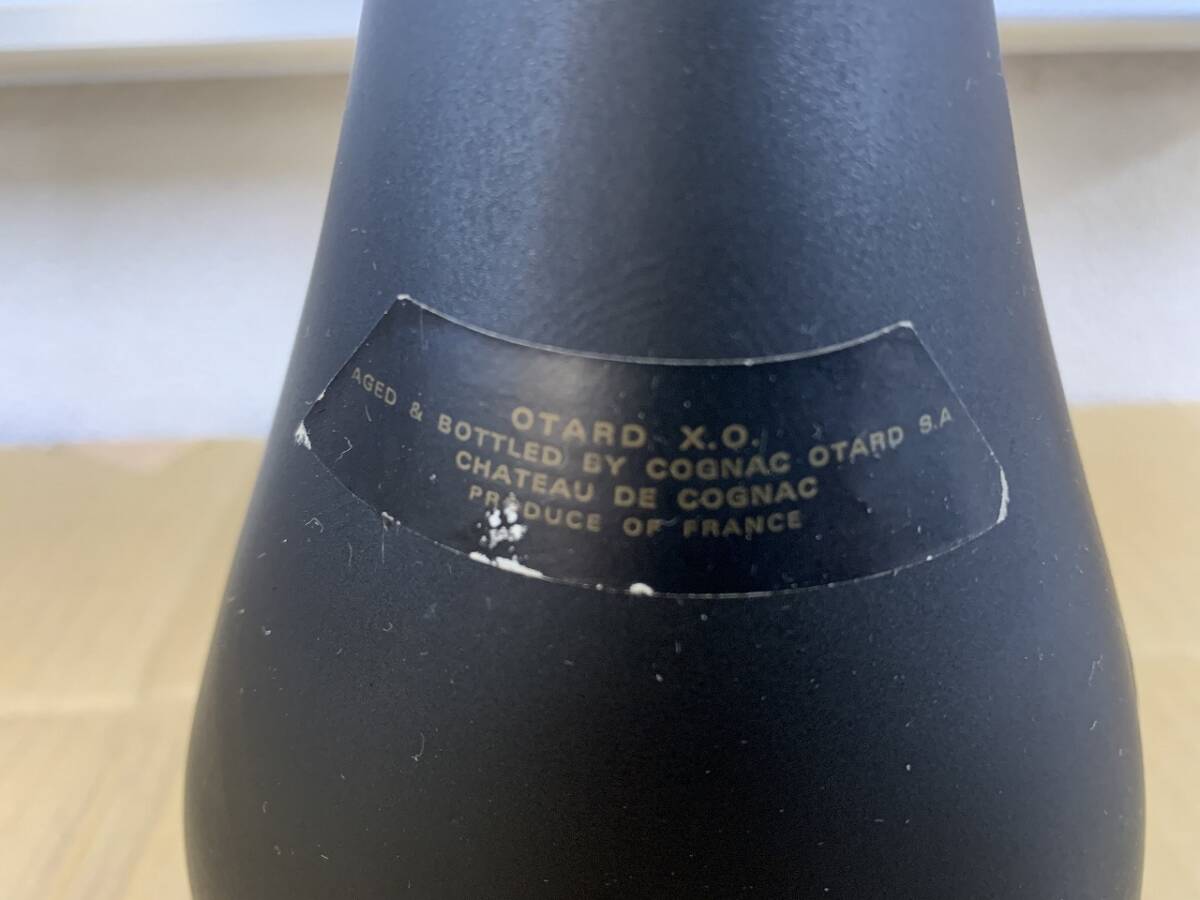 OTARD X.O.
AGED & BOTTLED BY COGNAC OTARD S.A
CHATEAU DE COGNAC
PRODUCE OF FRANCE